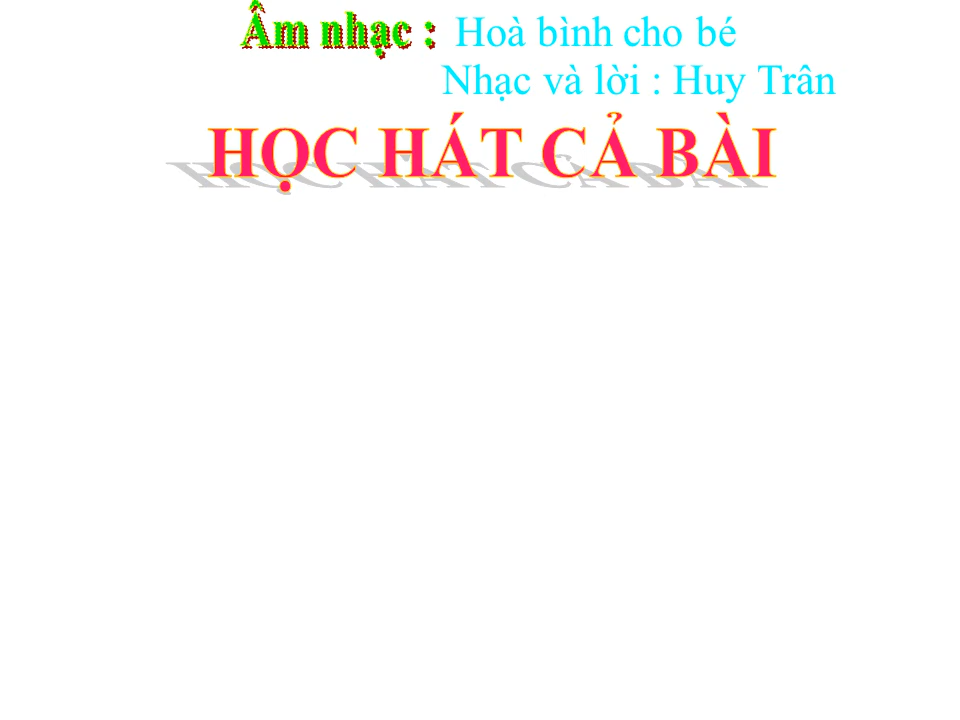 Âm nhạc : Hoà bình cho bé
Nhạc và lời : Huy Trân
HỌC HÁT CẢ BÀI